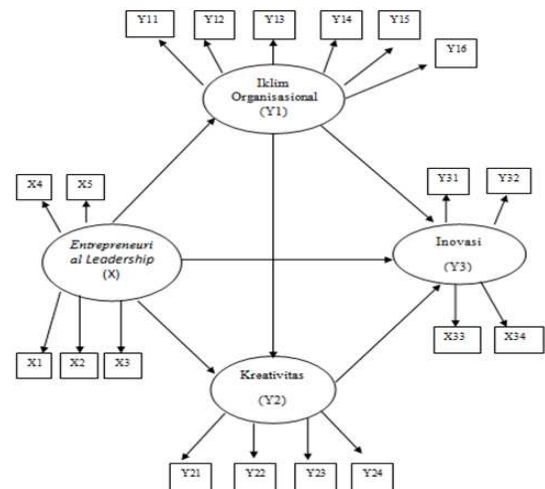 Y11 Y12 Y13 Y14 Y15
Y16
Iklim
Organisasional
(Y1)
X4 X5
Y31 Y32
Entrepreneuri
al Leadership
(X)
Inovasi
(Y3)
X1 X2 X3
X33 X34
Kreativitas
(Y2)
Y21 Y22 Y23 Y24